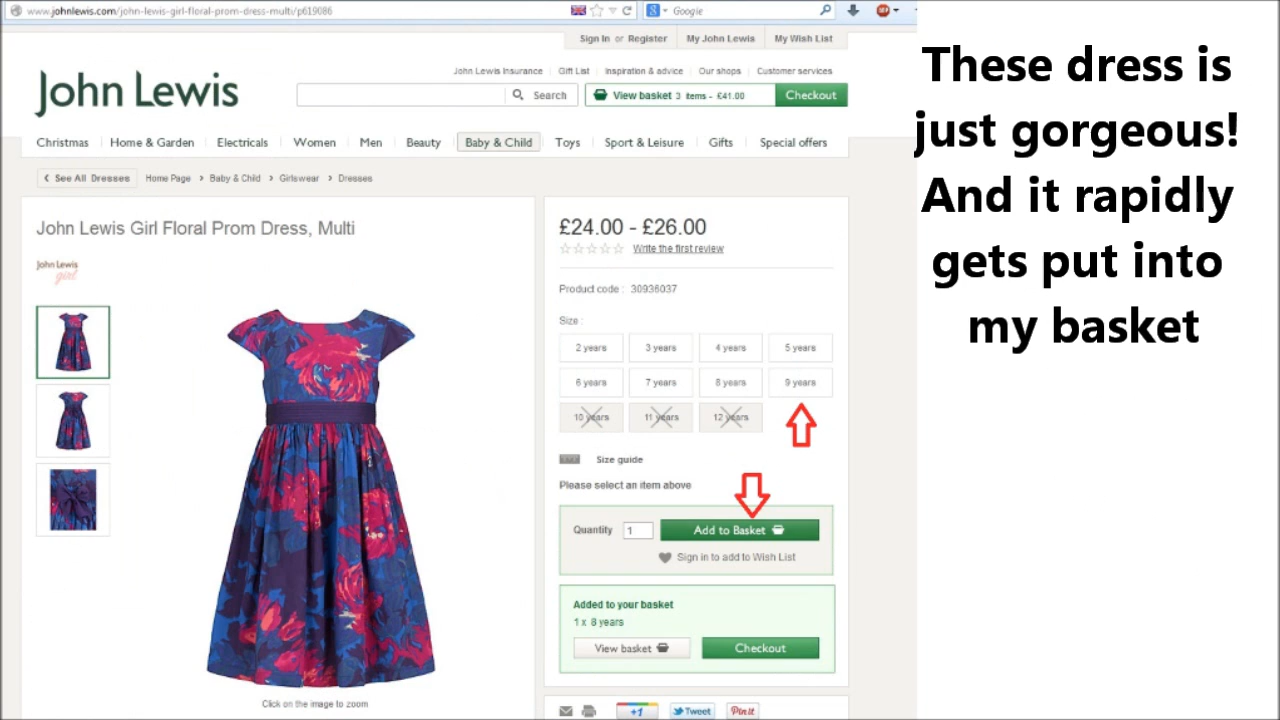 www.johnlewis.com/john-lewis-girl-floral-prom-dress-multi/p619086
Google
Sign In or Register
My John Lewis
My Wish List
John Lewis Insurance
Gift List
Inspiration & advice
Our shops
Customer services
John Lewis
Search
View basket 3 items - £41.00
Checkout
Christmas
Home & Garden
Electricals
Women
Men
Beauty
Baby & Child
Toys
Sport & Leisure
Gifts
Special offers
See All Dresses
Home Page > Baby & Child > Girlswear > Dresses
John Lewis Girl Floral Prom Dress, Multi
John Lewis
girl
Click on the image to zoom
£24.00 - £26.00
Write the first review
Product code : 30936037
Size :
2 years
3 years
4 years
5 years
6 years
7 years
8 years
9 years
10 years
11 years
12 years
Size guide
Please select an item above
Quantity
1
Add to Basket
Sign in to add to Wish List
Added to your basket
1 x 8 years
View basket
Checkout
+1
Tweet
Pin it
These dress is
just gorgeous!
And it rapidly
gets put into
my basket